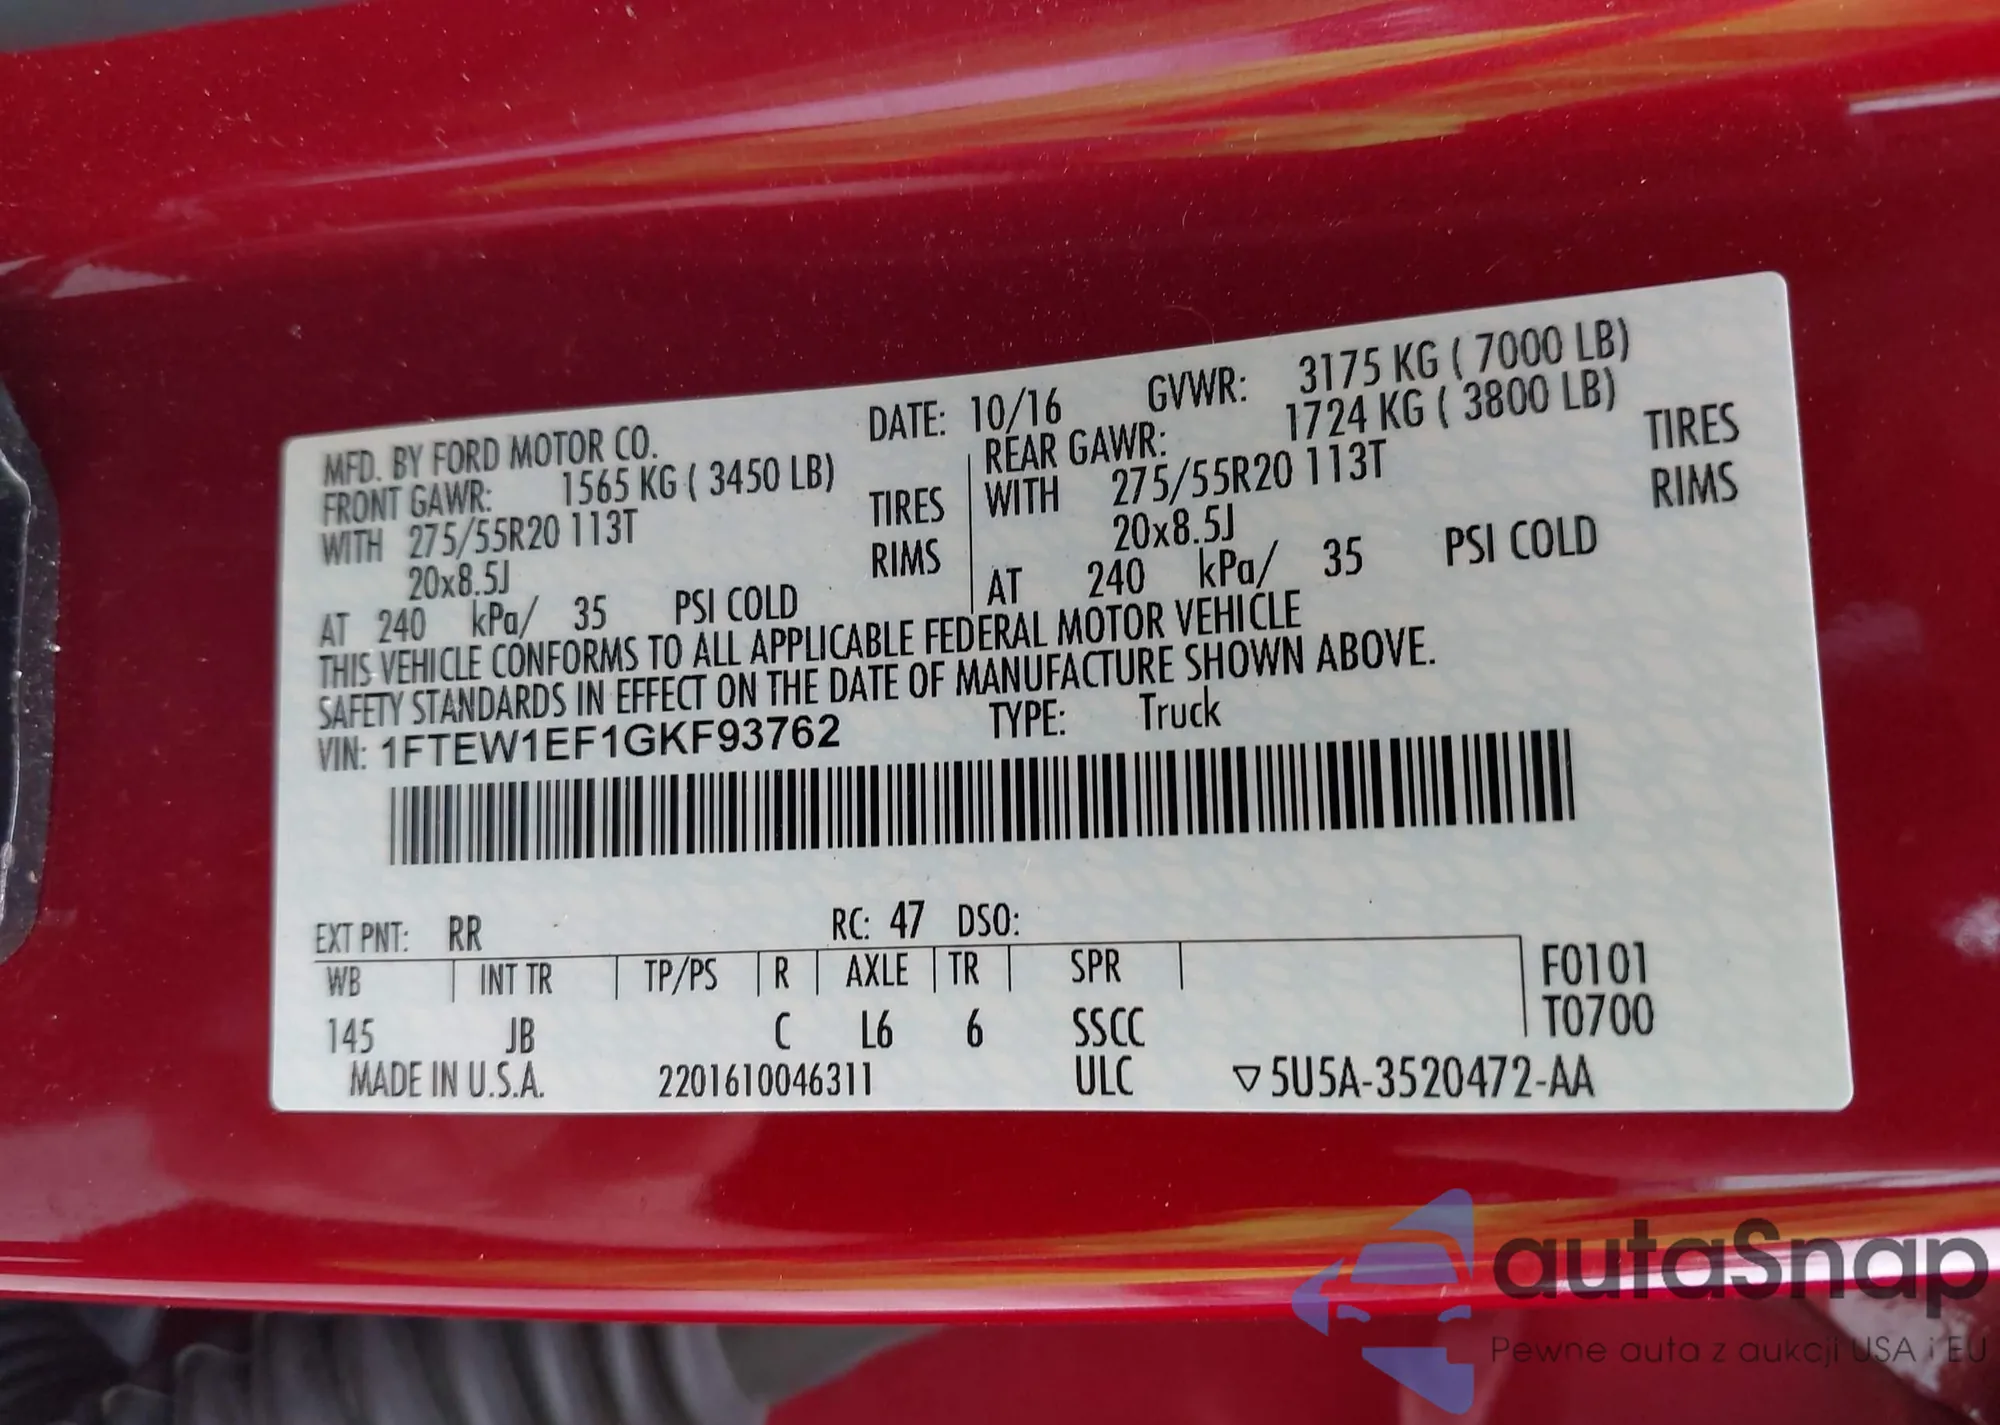 MFD. BY FORD MOTOR CO. DATE: 10/16 GVWR: 3175 KG ( 7000 LB)
FRONT GAWR: 1565 KG ( 3450 LB) REAR GAWR: 1724 KG ( 3800 LB)
WITH 275/55R20 113T TIRES WITH 275/55R20 113T TIRES
20x8.5J RIMS 20x8.5J RIMS
AT 240 kPa/ 35 PSI COLD AT 240 kPa/ 35 PSI COLD
THIS VEHICLE CONFORMS TO ALL APPLICABLE FEDERAL MOTOR VEHICLE
SAFETY STANDARDS IN EFFECT ON THE DATE OF MANUFACTURE SHOWN ABOVE.
VIN: 1FTEW1EF1GKF93762 TYPE: Truck
EXT PNT: RR RC: 47 DSO:
WB INT TR TP/PS R AXLE TR SPR F0101
145 JB C L6 6 SSCC T0700
MADE IN U.S.A. 2201610046311 ULC ▽5U5A-3520472-AA
autaSnap
Pewne auta z aukcji USA i EU